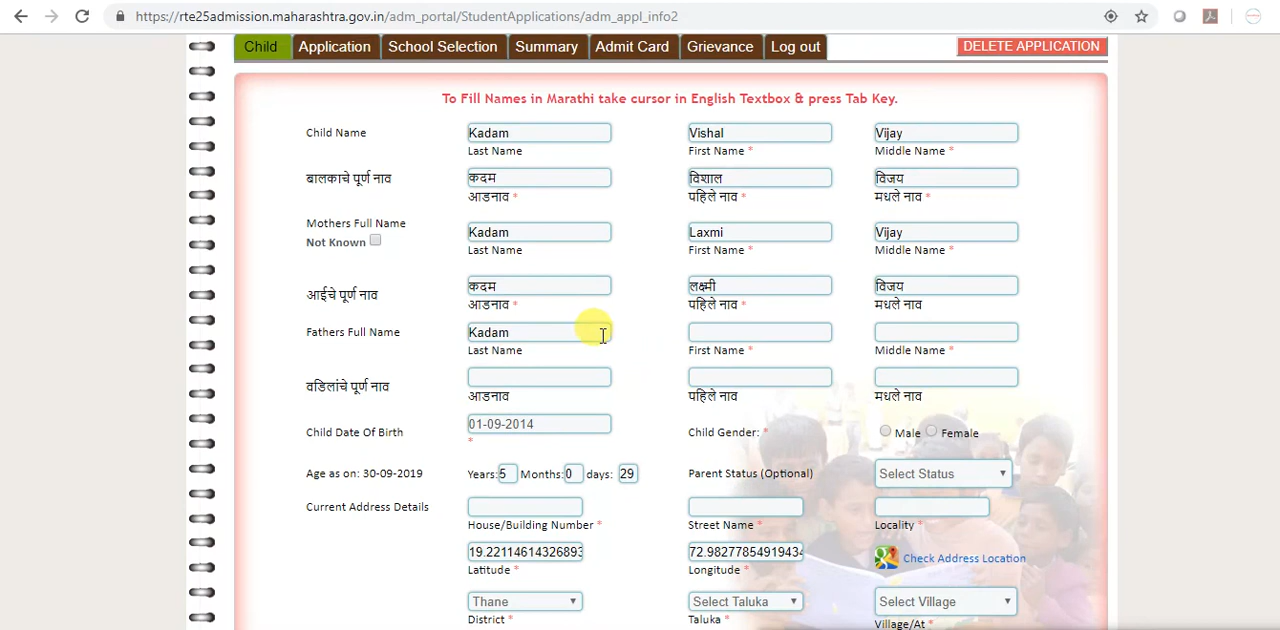 https://rte25admission.maharashtra.gov.in/adm_portal/StudentApplications/adm_appl_info2
Child Application School Selection Summary Admit Card Grievance Log out DELETE APPLICATION
To Fill Names in Marathi take cursor in English Textbox & press Tab Key.
Child Name Kadam Vishal Vijay
Last Name First Name * Middle Name *
बालकाचे पूर्ण नाव कदम विशाल विजय
आडनाव * पहिले नाव * मधले नाव *
Mothers Full Name
Not Known Kadam Laxmi Vijay
Last Name First Name * Middle Name *
आईचे पूर्ण नाव कदम लक्ष्मी विजय
आडनाव * पहिले नाव * मधले नाव
Fathers Full Name Kadam
Last Name First Name * Middle Name *
वडिलांचे पूर्ण नाव
आडनाव पहिले नाव मधले नाव
Child Date Of Birth 01-09-2014 Child Gender: * Male Female
*
Age as on: 30-09-2019 Years: 5 Months: 0 days: 29 Parent Status (Optional) Select Status
Current Address Details
House/Building Number * Street Name * Locality *
19.22114614326893 72.9827785491943 Check Address Location
Latitude * Longitude *
Thane Select Taluka Select Village
District * Taluka * Village/At *